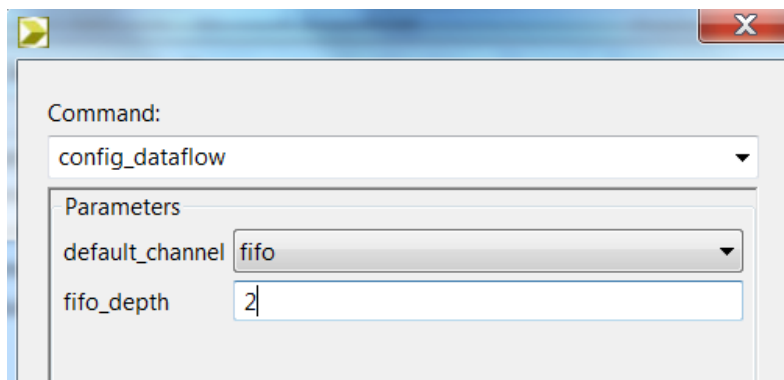 Command:
config_dataflow
Parameters
default_channel fifo
fifo_depth 2